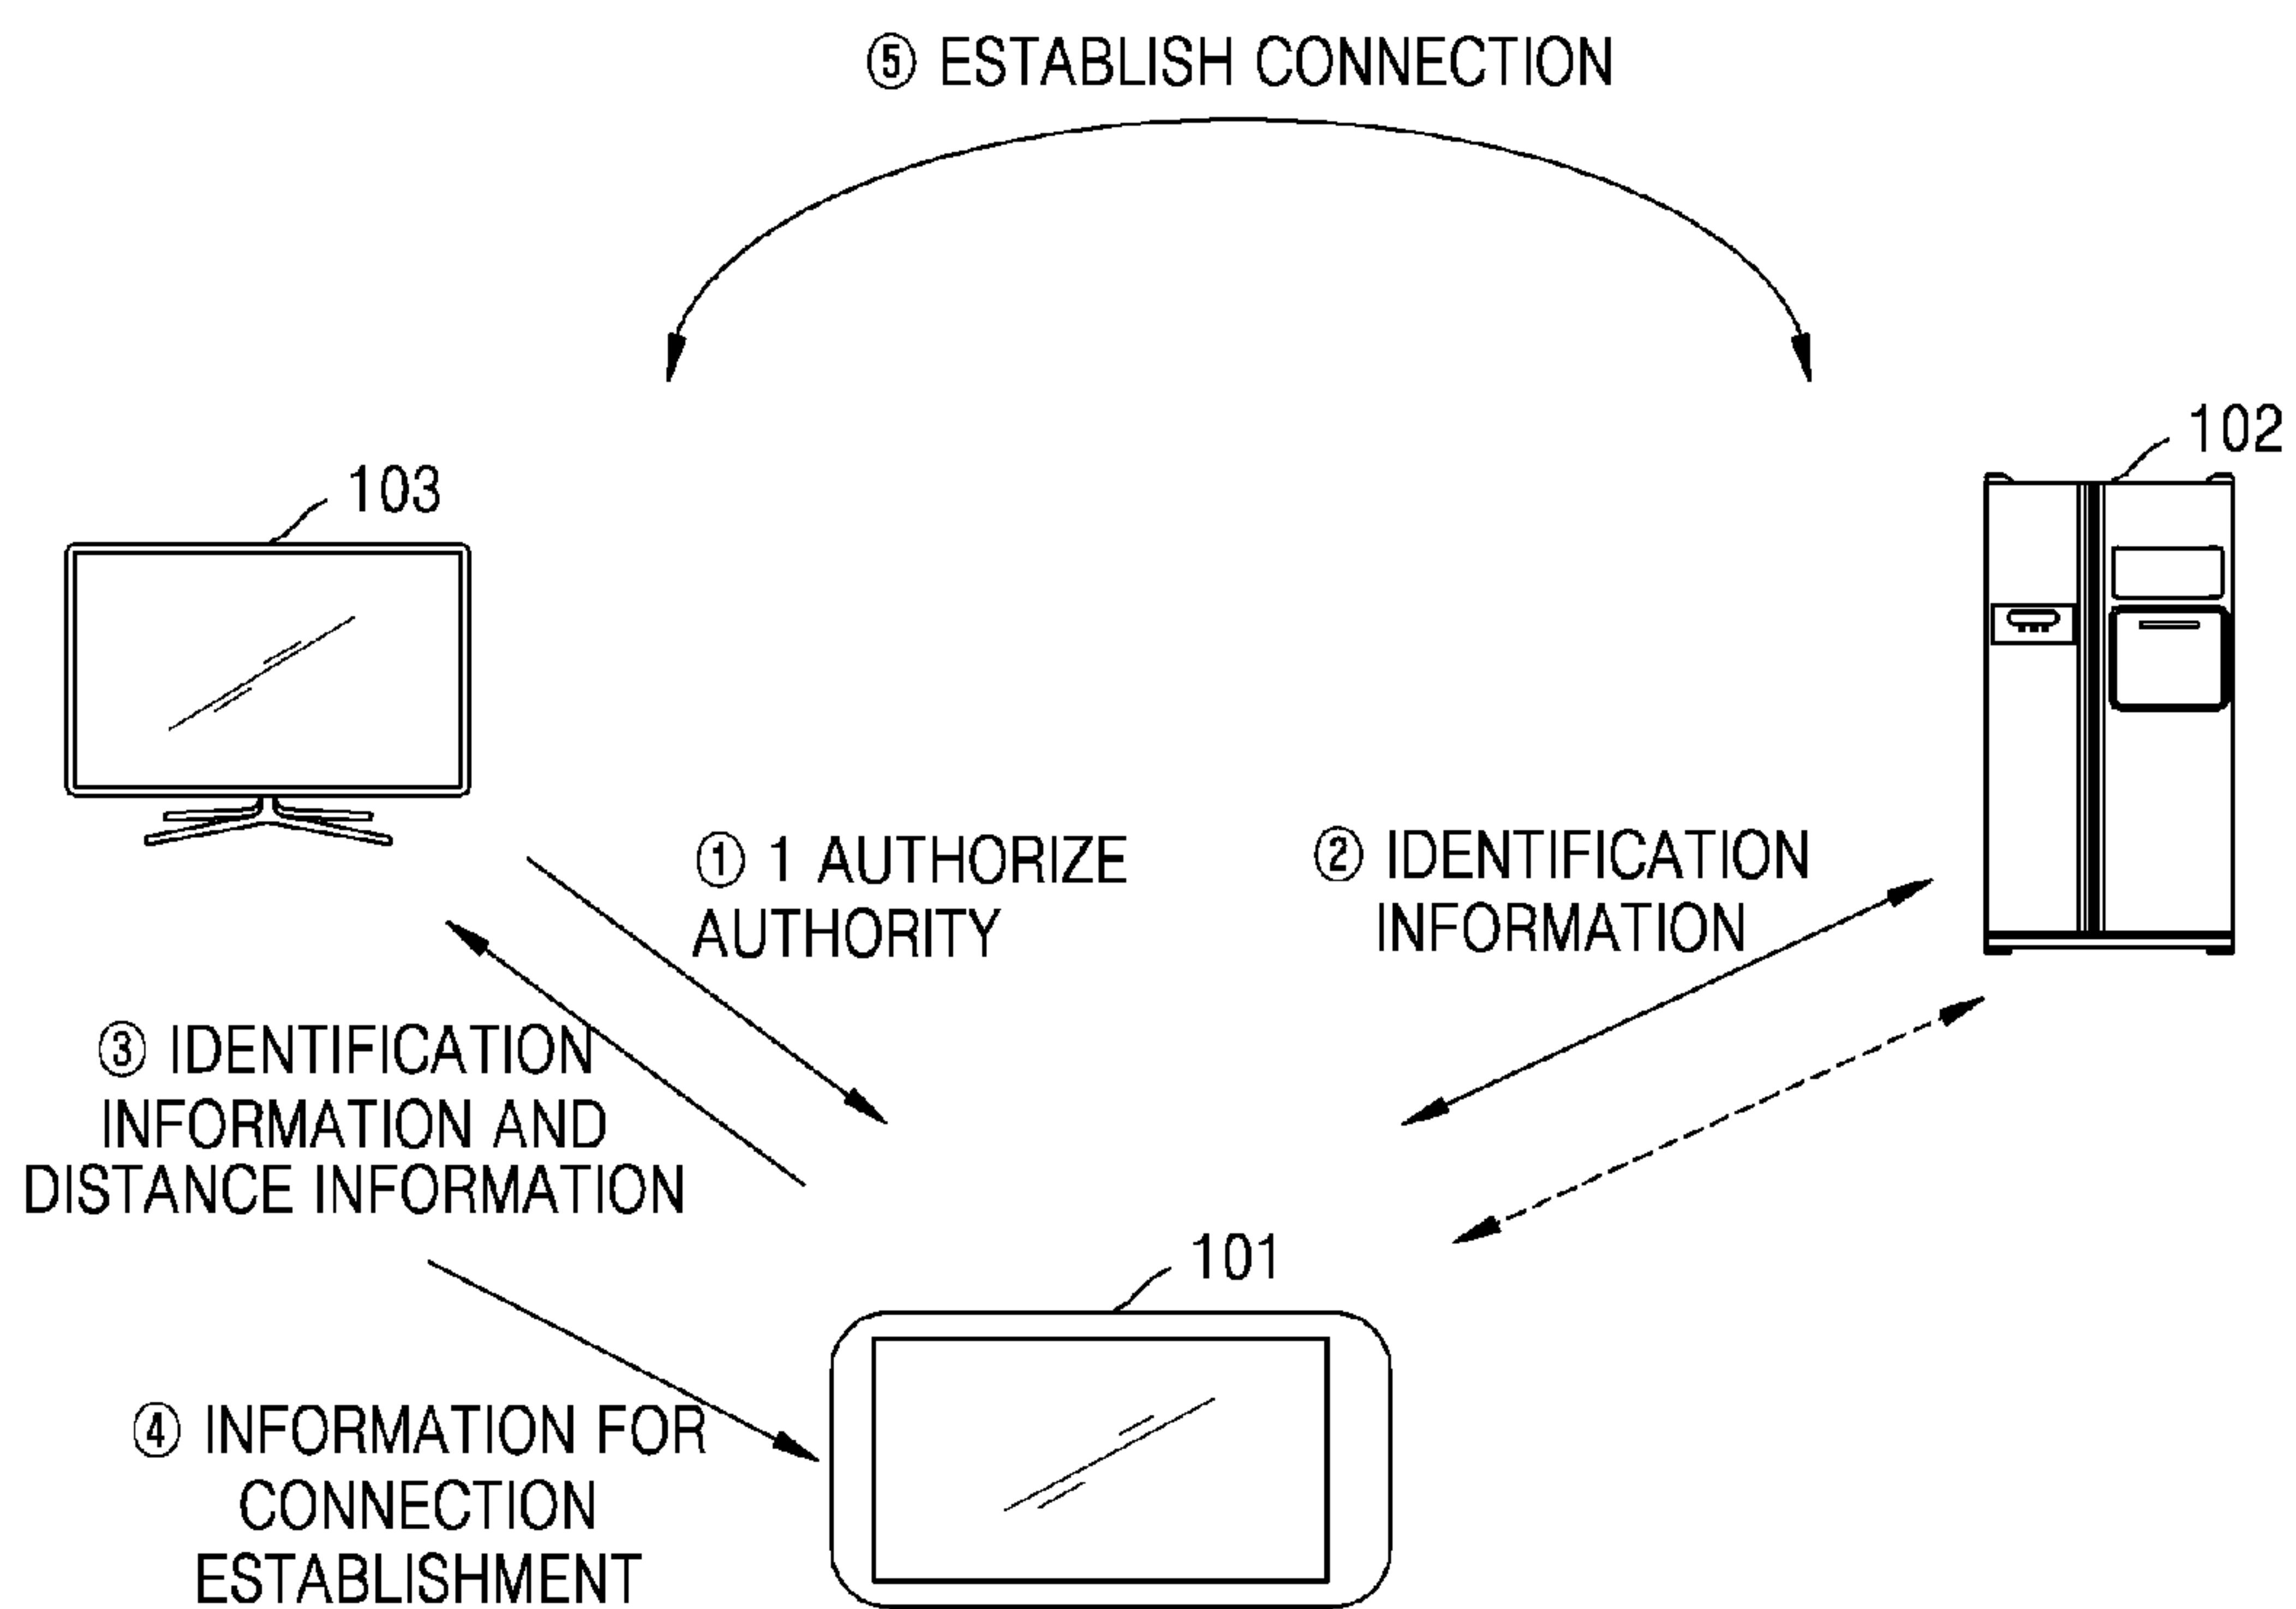 ⑤ ESTABLISH CONNECTION
102
103
① 1 AUTHORIZE
AUTHORITY
② IDENTIFICATION
INFORMATION
③ IDENTIFICATION
INFORMATION AND
DISTANCE INFORMATION
101
④ INFORMATION FOR
CONNECTION
ESTABLISHMENT